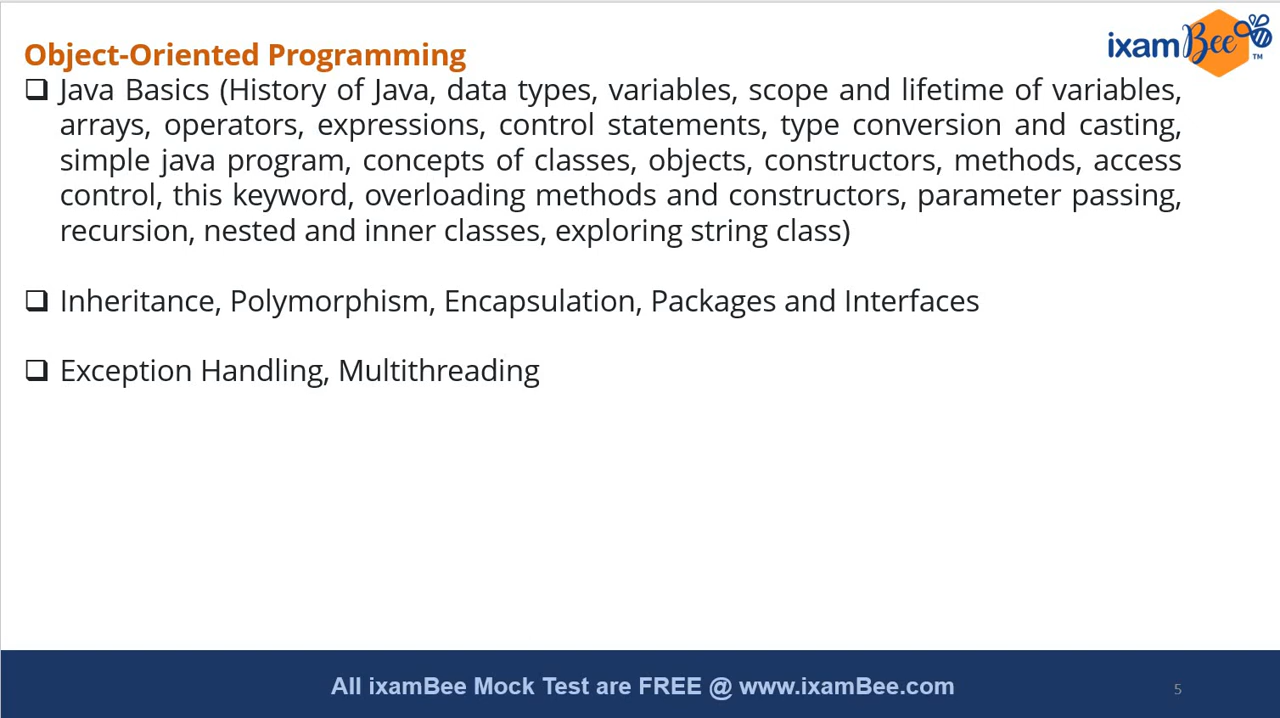 ixamBee™
Object-Oriented Programming
❑ Java Basics (History of Java, data types, variables, scope and lifetime of variables,
arrays, operators, expressions, control statements, type conversion and casting,
simple java program, concepts of classes, objects, constructors, methods, access
control, this keyword, overloading methods and constructors, parameter passing,
recursion, nested and inner classes, exploring string class)
❑ Inheritance, Polymorphism, Encapsulation, Packages and Interfaces
❑ Exception Handling, Multithreading
All ixamBee Mock Test are FREE @ www.ixamBee.com
5